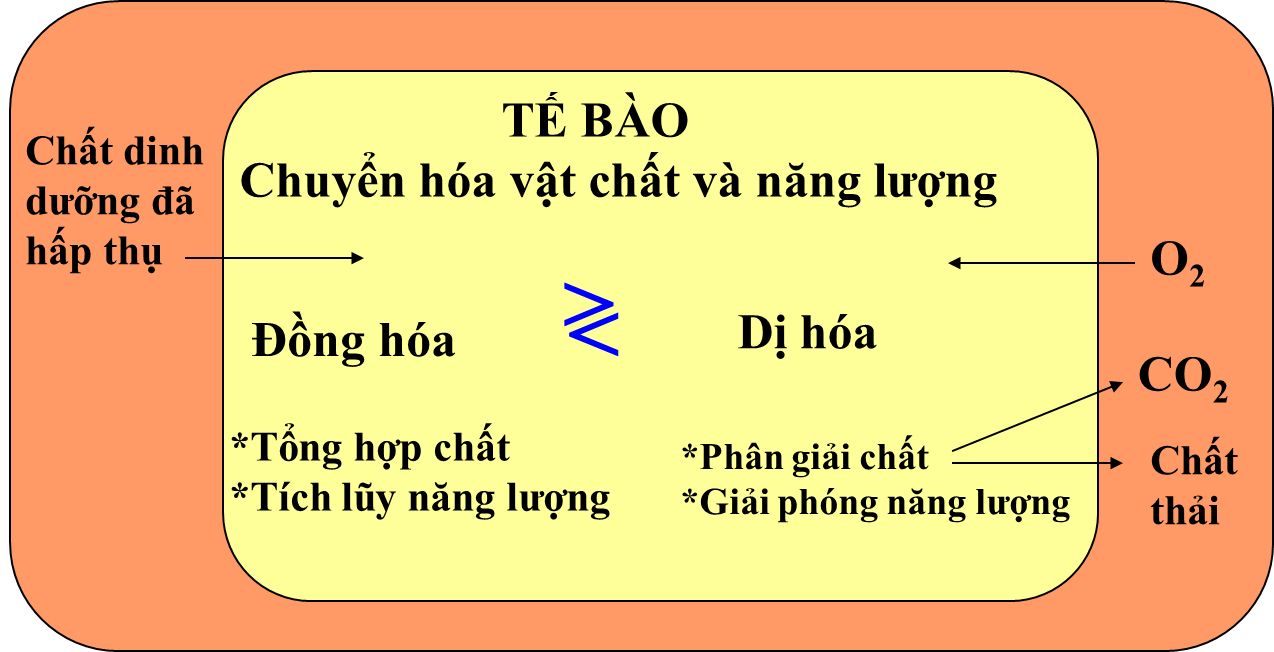 TẾ BÀO
Chuyển hóa vật chất và năng lượng
Chất dinh
dưỡng đã
hấp thụ
O₂
Đồng hóa
⋛
Dị hóa
CO₂
*Tổng hợp chất
*Tích lũy năng lượng
*Phân giải chất
*Giải phóng năng lượng
Chất
thải